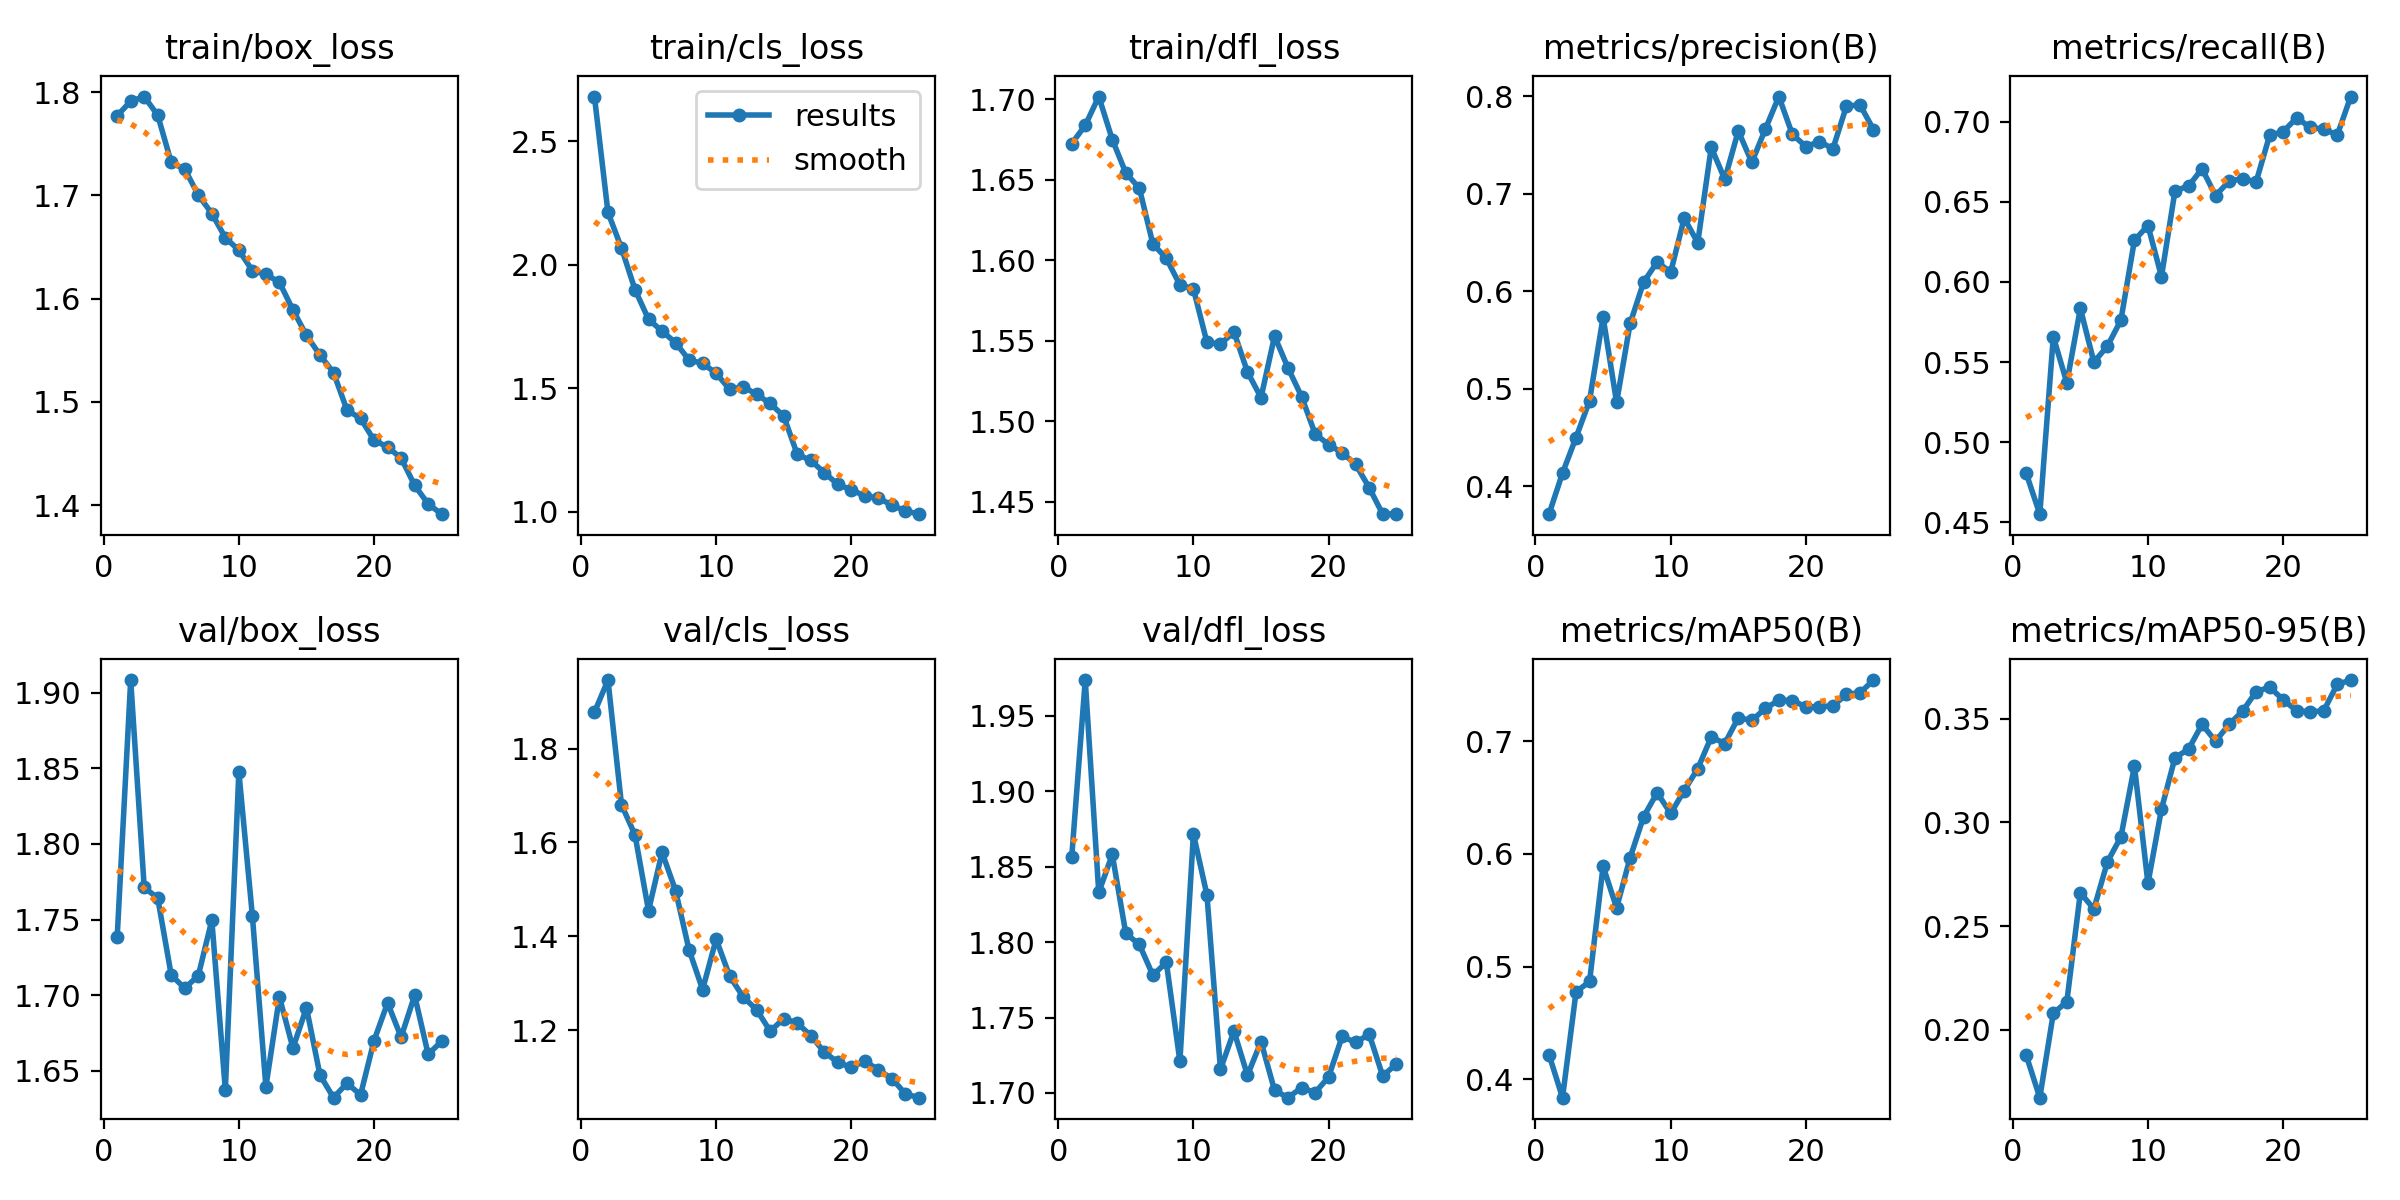 train/box_loss
1.8
1.7
1.6
1.5
1.4
0 10 20
train/cls_loss
results
smooth
2.5
2.0
1.5
1.0
0 10 20
train/dfl_loss
1.70
1.65
1.60
1.55
1.50
1.45
0 10 20
metrics/precision(B)
0.8
0.7
0.6
0.5
0.4
0 10 20
metrics/recall(B)
0.70
0.65
0.60
0.55
0.50
0.45
0 10 20
val/box_loss
1.90
1.85
1.80
1.75
1.70
1.65
0 10 20
val/cls_loss
1.8
1.6
1.4
1.2
0 10 20
val/dfl_loss
1.95
1.90
1.85
1.80
1.75
1.70
0 10 20
metrics/mAP50(B)
0.7
0.6
0.5
0.4
0 10 20
metrics/mAP50-95(B)
0.35
0.30
0.25
0.20
0 10 20